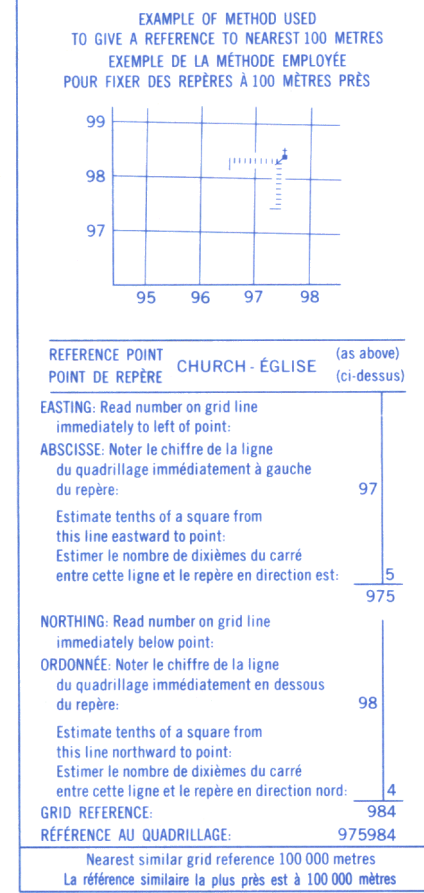 EXAMPLE OF METHOD USED
TO GIVE A REFERENCE TO NEAREST 100 METRES
EXEMPLE DE LA MÉTHODE EMPLOYÉE
POUR FIXER DES REPÈRES À 100 MÈTRES PRÈS
99
98
97
95 96 97 98
REFERENCE POINT
POINT DE REPÈRE
CHURCH - ÉGLISE
(as above)
(ci-dessus)
EASTING: Read number on grid line
immediately to left of point:
ABSCISSE: Noter le chiffre de la ligne
du quadrillage immédiatement à gauche
du repère: 97
Estimate tenths of a square from
this line eastward to point:
Estimer le nombre de dixièmes du carré
entre cette ligne et le repère en direction est: 5
975
NORTHING: Read number on grid line
immediately below point:
ORDONNÉE: Noter le chiffre de la ligne
du quadrillage immédiatement en dessous
du repère: 98
Estimate tenths of a square from
this line northward to point:
Estimer le nombre de dixièmes du carré
entre cette ligne et le repère en direction nord: 4
GRID REFERENCE: 984
RÉFÉRENCE AU QUADRILLAGE: 975984
Nearest similar grid reference 100 000 metres
La référence similaire la plus près est à 100 000 mètres